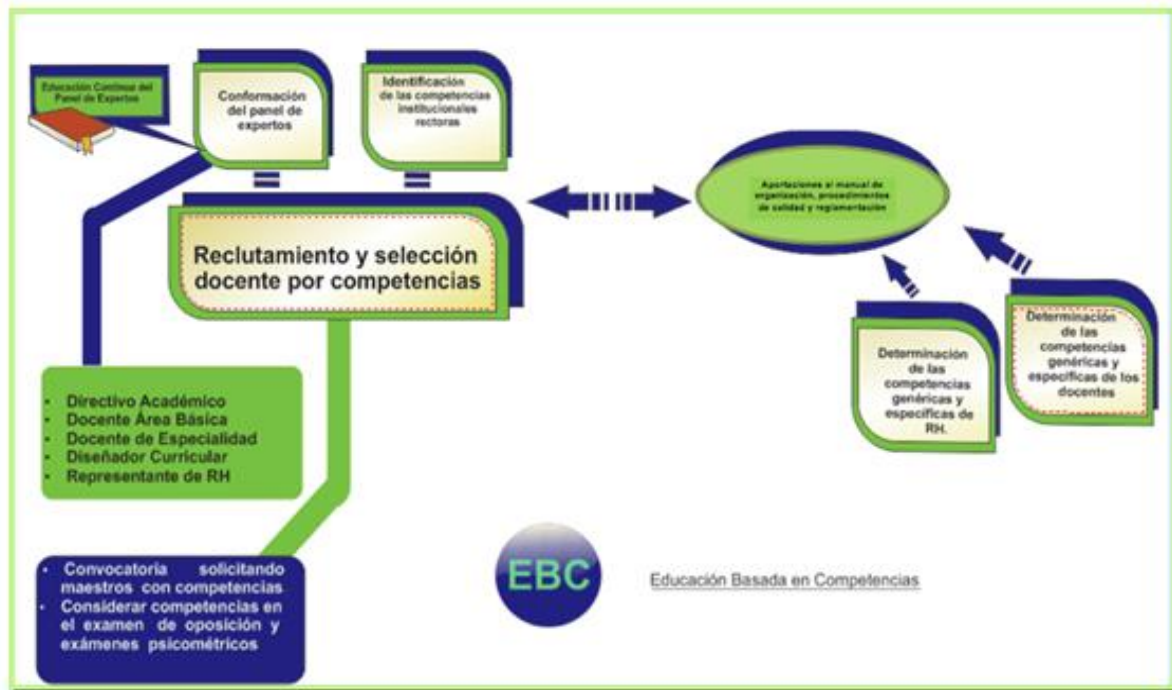 Educación Continua del
Panel de Expertos
Conformación
del panel de
expertos
Identificación
de las competencias
institucionales
rectoras
Reclutamiento y selección
docente por competencias
Aportaciones al manual de
organización, procedimientos
de calidad y reglamentación
Determinación
de las
competencias
genéricas y
específicas de
RH.
Determinación
de las
competencias
genéricas y
específicas de los
docentes
• Directivo Académico
• Docente Área Básica
• Docente de Especialidad
• Diseñador Curricular
• Representante de RH
• Convocatoria solicitando
maestros con competencias
• Considerar competencias en
el examen de oposición y
exámenes psicométricos
EBC
Educación Basada en Competencias